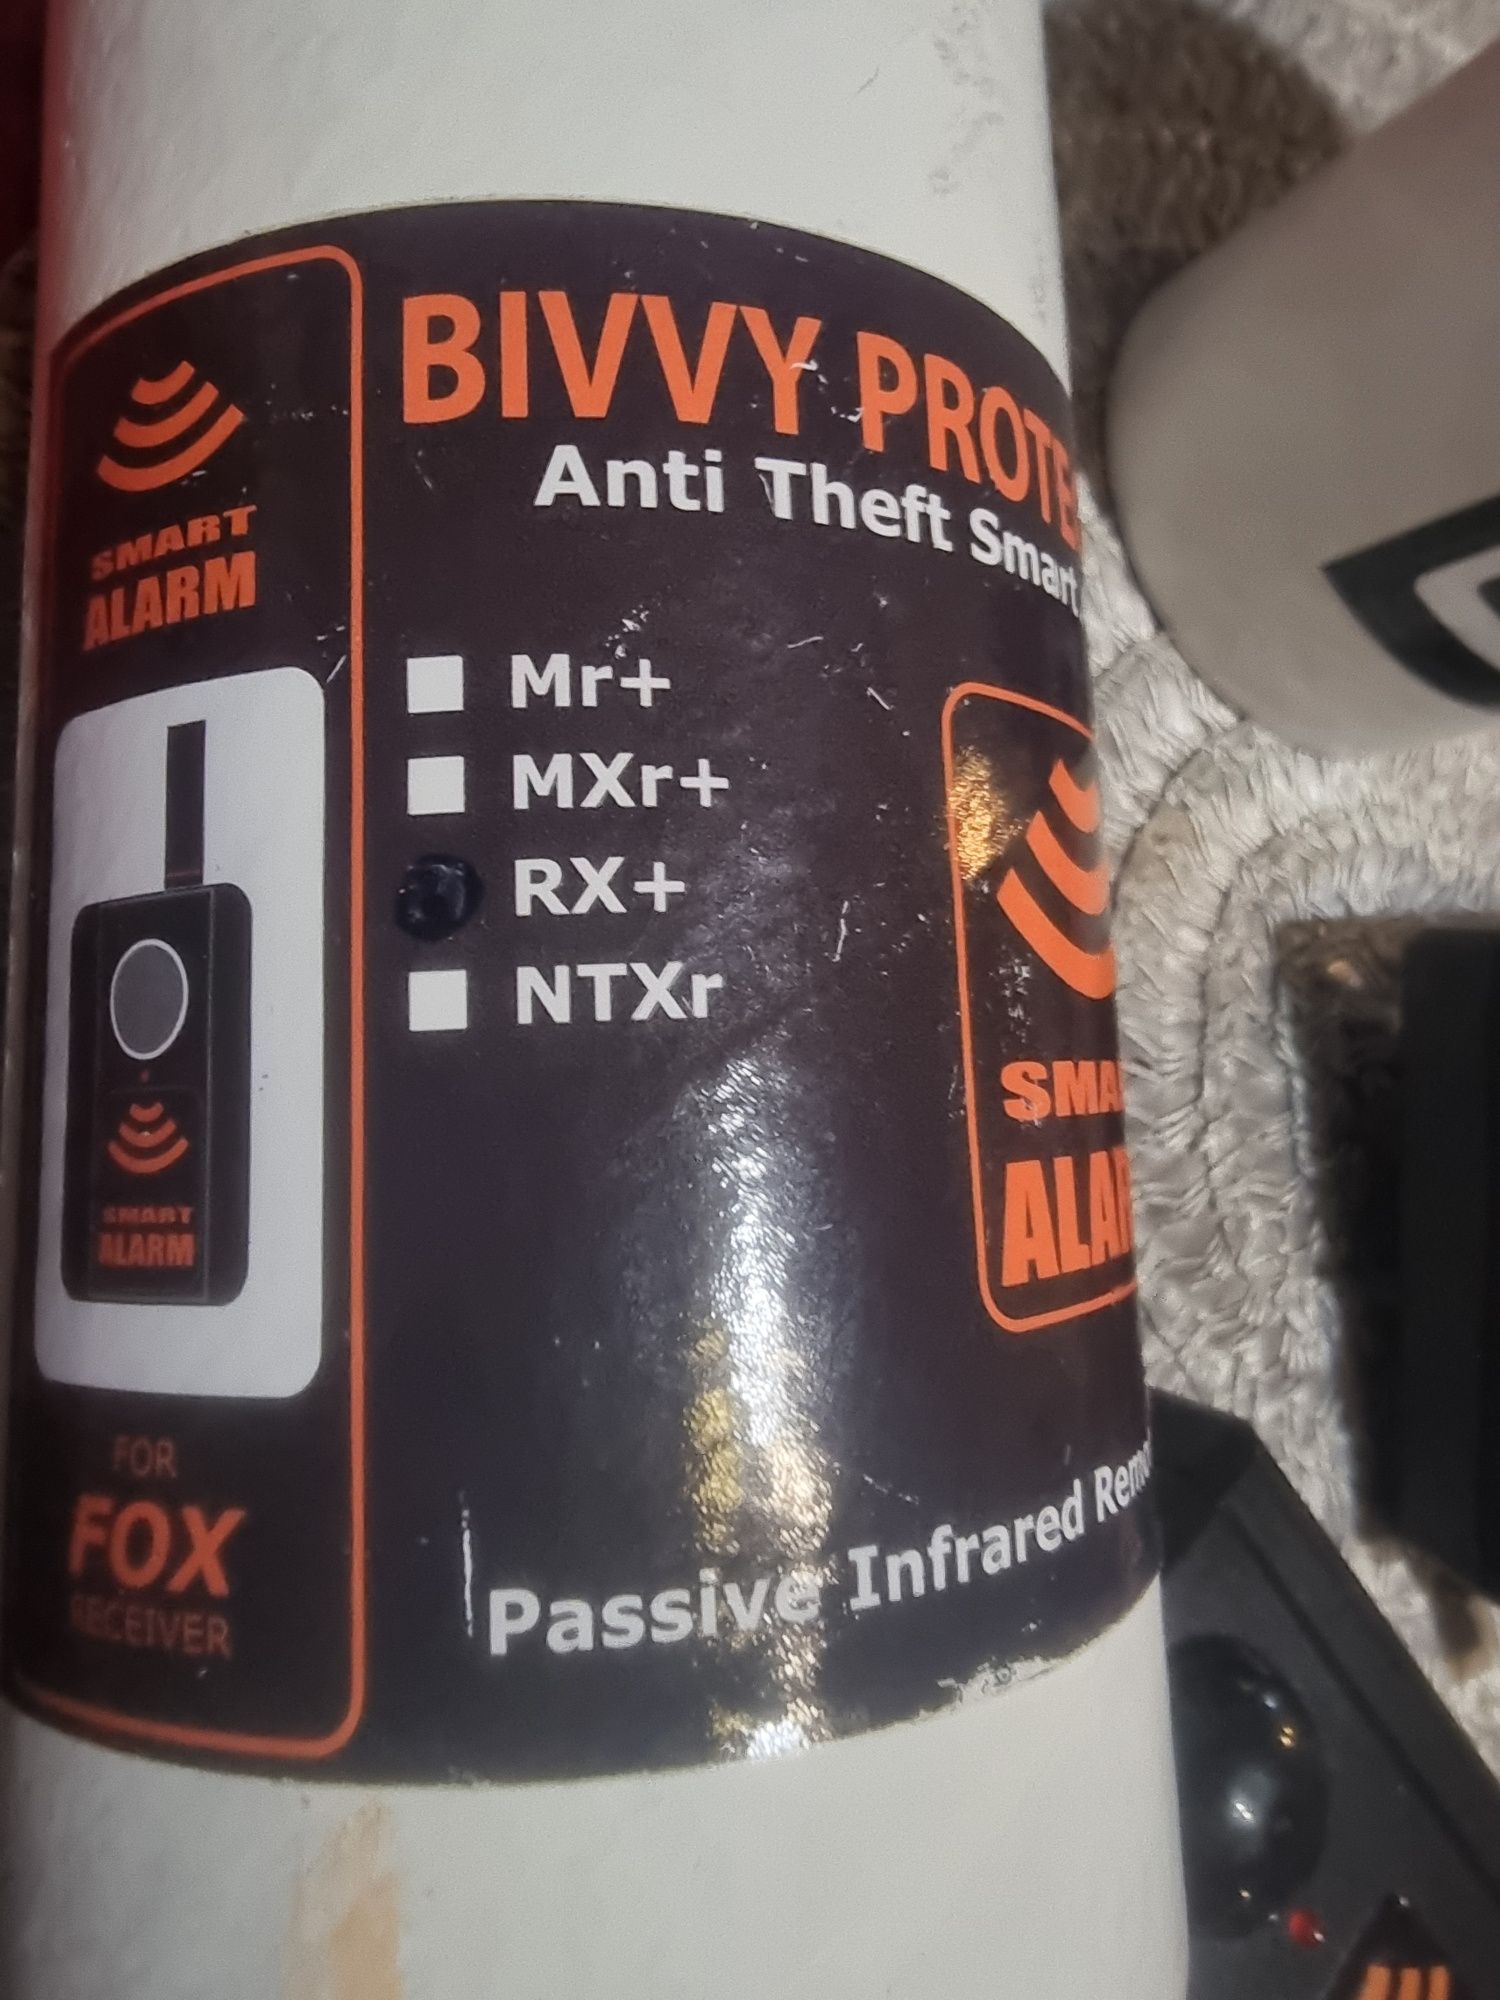 SMART
ALARM
SMART
ALARM
FOR
FOX
RECEIVER
BIVVY PROTE
Anti Theft Smart
Mr+
MXr+
RX+
NTXr
SMA
ALAR
Passive Infrared Remo